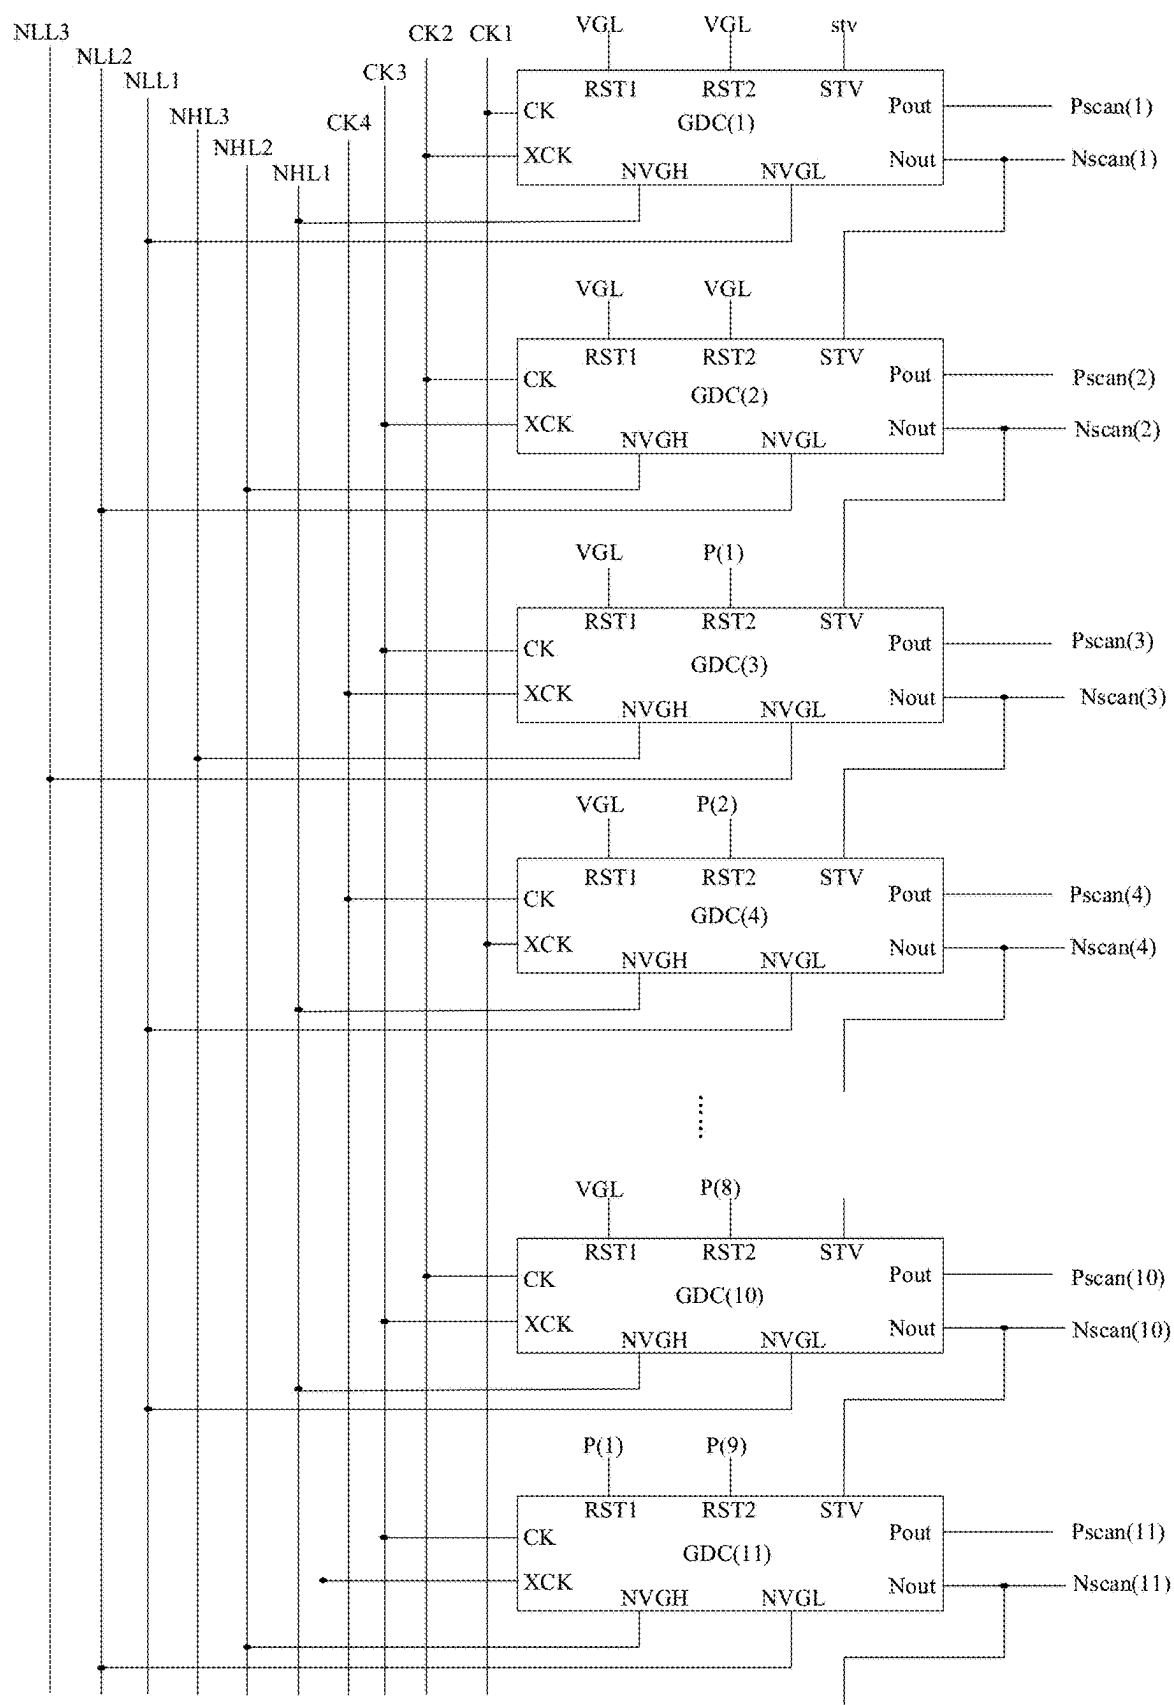 NLL3
NLL2
NLL1
NHL3
NHL2
NHL1
CK4
CK3
CK2
CK1
VGL
VGL
stv
RST1
RST2
STV
CK
GDC(1)
Pout
Pscan(1)
XCK
NVGH
NVGL
Nout
Nscan(1)
VGL
VGL
RST1
RST2
STV
CK
GDC(2)
Pout
Pscan(2)
XCK
NVGH
NVGL
Nout
Nscan(2)
VGL
P(1)
RST1
RST2
STV
CK
GDC(3)
Pout
Pscan(3)
XCK
NVGH
NVGL
Nout
Nscan(3)
VGL
P(2)
RST1
RST2
STV
CK
GDC(4)
Pout
Pscan(4)
XCK
NVGH
NVGL
Nout
Nscan(4)
......
VGL
P(8)
RST1
RST2
STV
CK
GDC(10)
Pout
Pscan(10)
XCK
NVGH
NVGL
Nout
Nscan(10)
P(1)
P(9)
RST1
RST2
STV
CK
GDC(11)
Pout
Pscan(11)
XCK
NVGH
NVGL
Nout
Nscan(11)